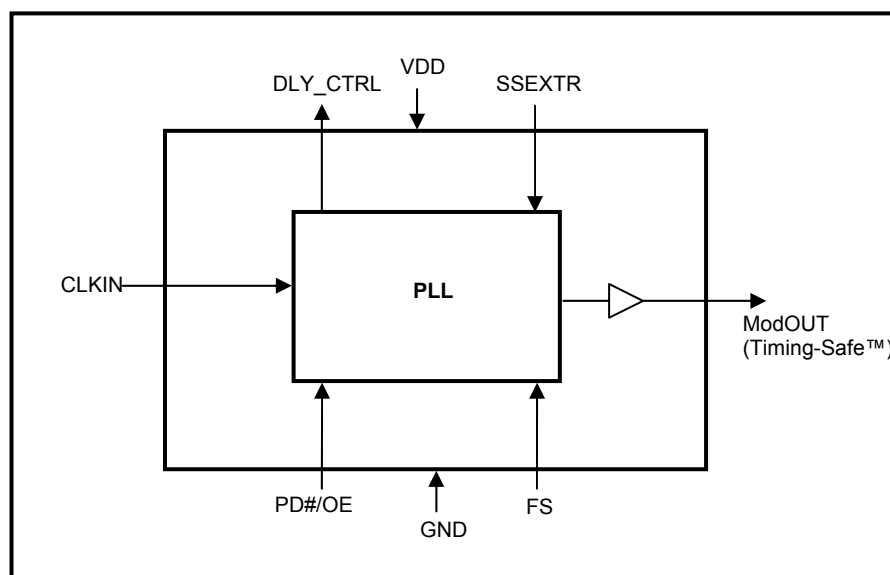 VDD
DLY_CTRL
SSEXTR
CLKIN
PLL
ModOUT
(Timing-Safe™)
PD#/OE
FS
GND